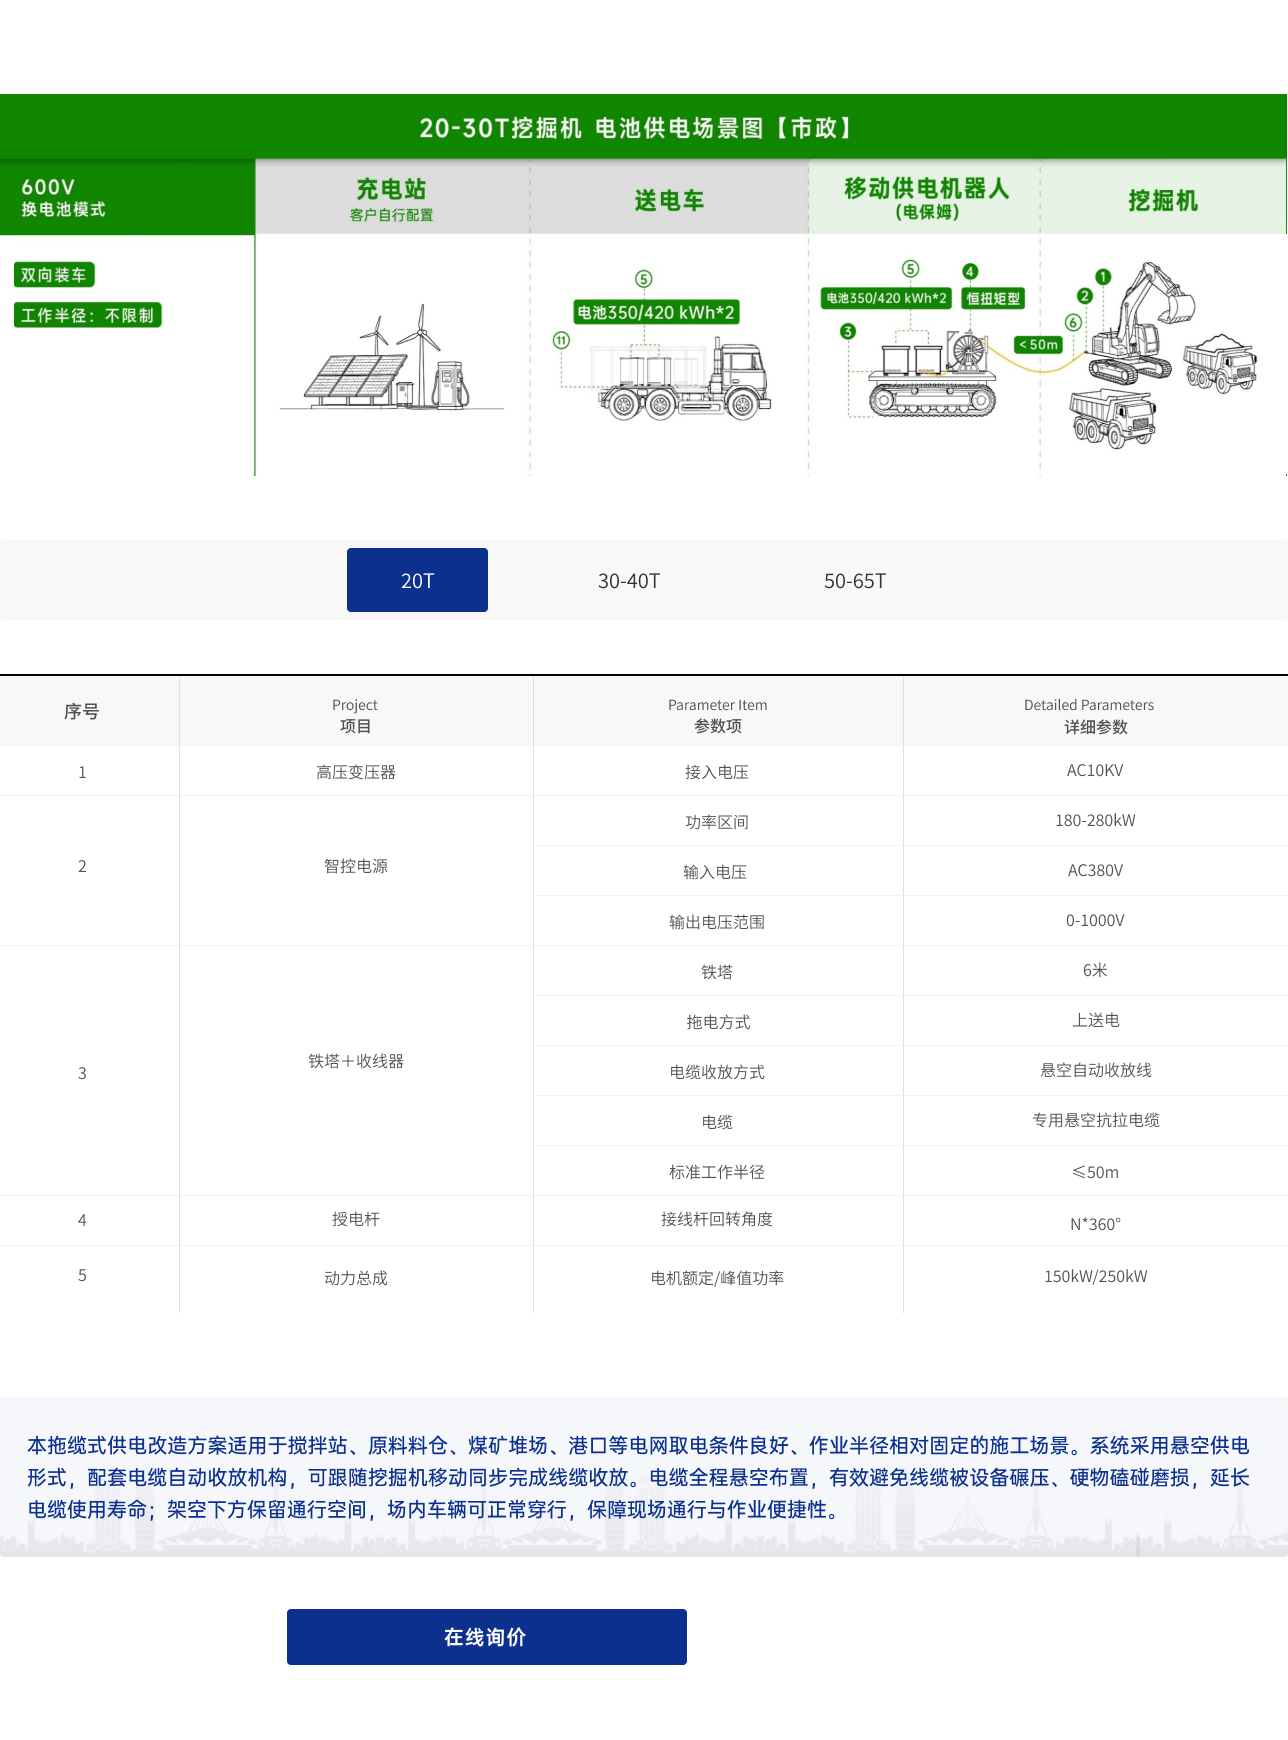 20-30T挖掘机 电池供电场景图【市政】
600V
换电池模式
充电站
客户自行配置
送电车
移动供电机器人
(电保姆)
挖掘机
双向装车
工作半径：不限制
⑤
电池350/420 kWh*2
⑪
⑤
4
电池350/420 kWh*2
恒扭矩型
3
1
2
⑥
<50m
20T
30-40T
50-65T
序号
Project
项目
Parameter Item
参数项
Detailed Parameters
详细参数
1
高压变压器
接入电压
AC10KV
2
智控电源
功率区间
180-280kW
输入电压
AC380V
输出电压范围
0-1000V
3
铁塔＋收线器
铁塔
6米
拖电方式
上送电
电缆收放方式
悬空自动收放线
电缆
专用悬空抗拉电缆
标准工作半径
≤50m
4
授电杆
接线杆回转角度
N*360°
5
动力总成
电机额定/峰值功率
150kW/250kW
本拖缆式供电改造方案适用于搅拌站、原料料仓、煤矿堆场、港口等电网取电条件良好、作业半径相对固定的施工场景。系统采用悬空供电
形式，配套电缆自动收放机构，可跟随挖掘机移动同步完成线缆收放。电缆全程悬空布置，有效避免线缆被设备碾压、硬物磕碰磨损，延长
电缆使用寿命；架空下方保留通行空间，场内车辆可正常穿行，保障现场通行与作业便捷性。
在线询价